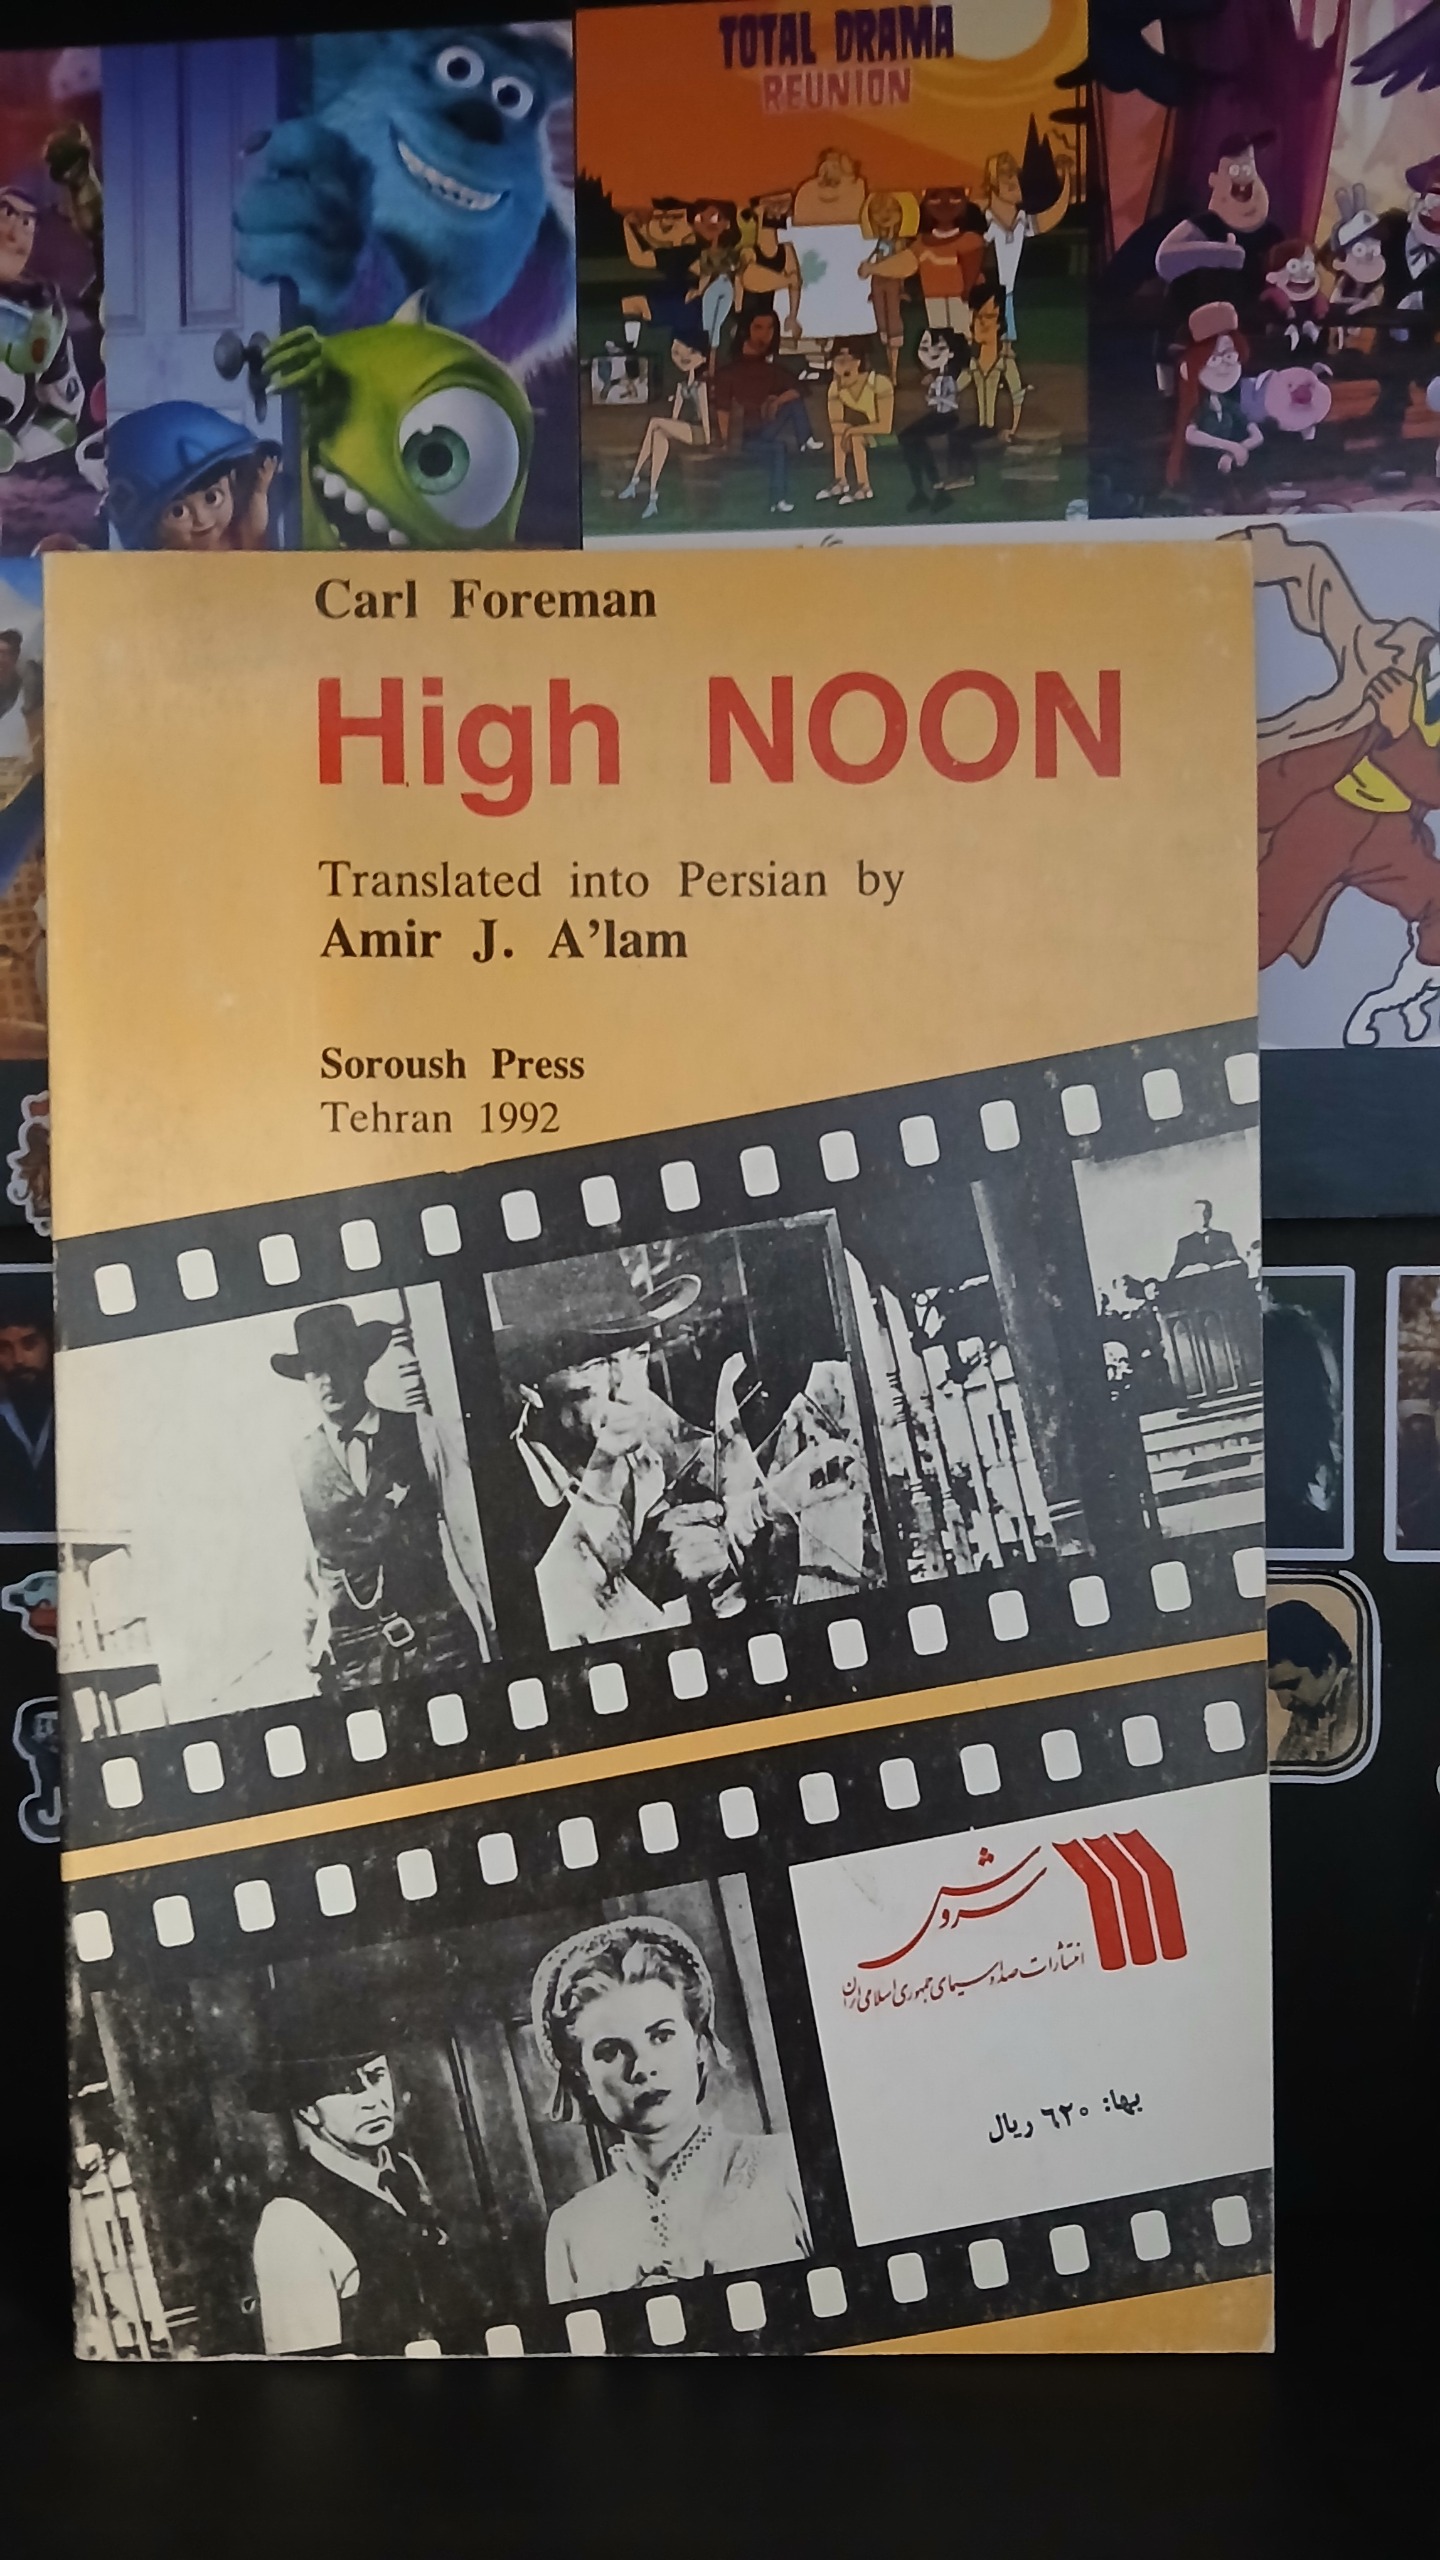 TOTAL DRAMA
REUNION
Carl Foreman
High NOON
Translated into Persian by
Amir J. A'lam
Soroush Press
Tehran 1992
سروش
انتشارات صدا و سیمای جمهوری اسلامی ایران
بها: ۶۲۰ ریال